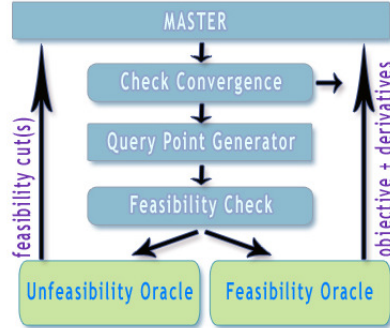 MASTER
Check Convergence
Query Point Generator
Feasibility Check
feasibility cut(s)
objective + derivatives
Unfeasibility Oracle
Feasibility Oracle